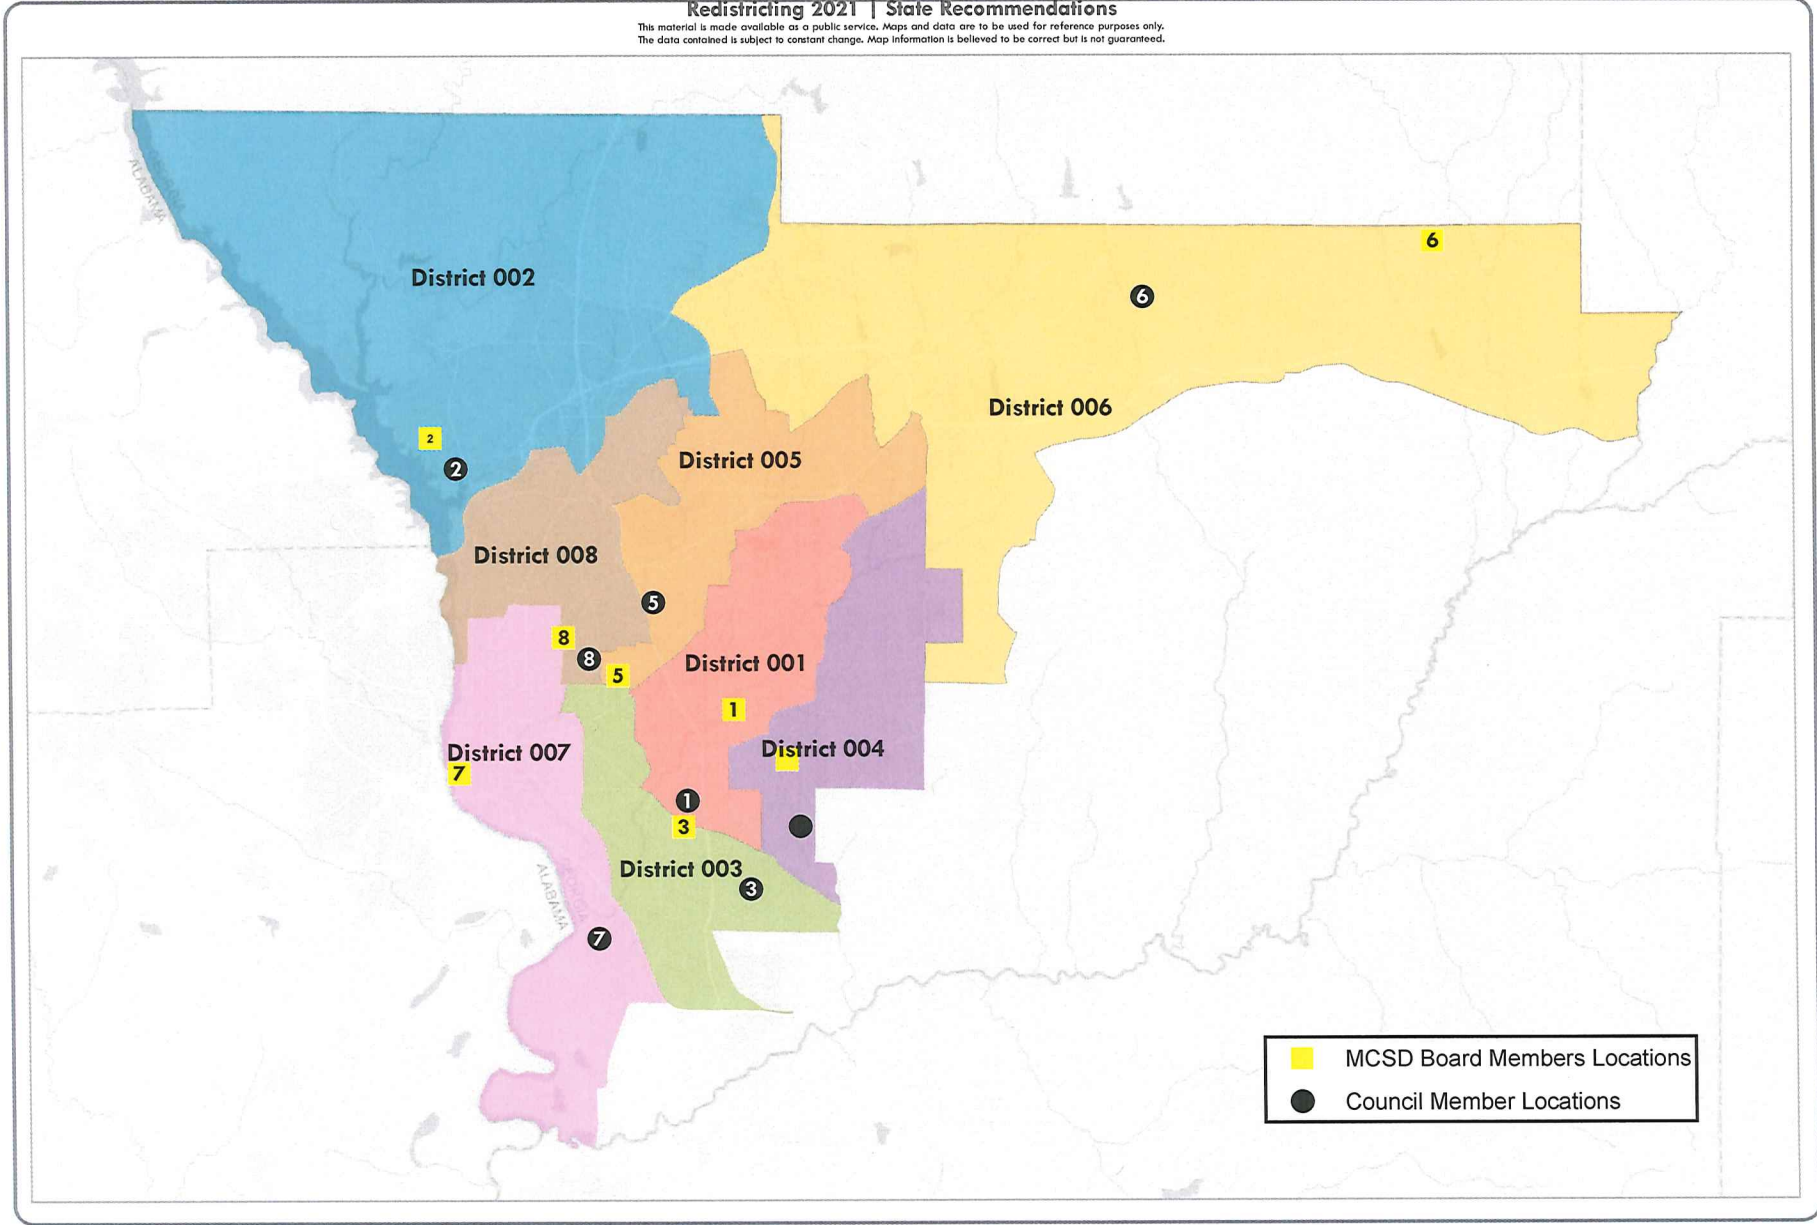 Redistricting 2021 | State Recommendations
This material is made available as a public service. Maps and data are to be used for reference purposes only.
The data contained is subject to constant change. Map information is believed to be correct but is not guaranteed.
ALABAMA
District 002
6
6
District 006
2
2
District 005
District 008
5
8
8
5
District 001
1
District 007
7
District 004
1
3
District 003
3
ALABAMA
7
MCSD Board Members Locations
Council Member Locations